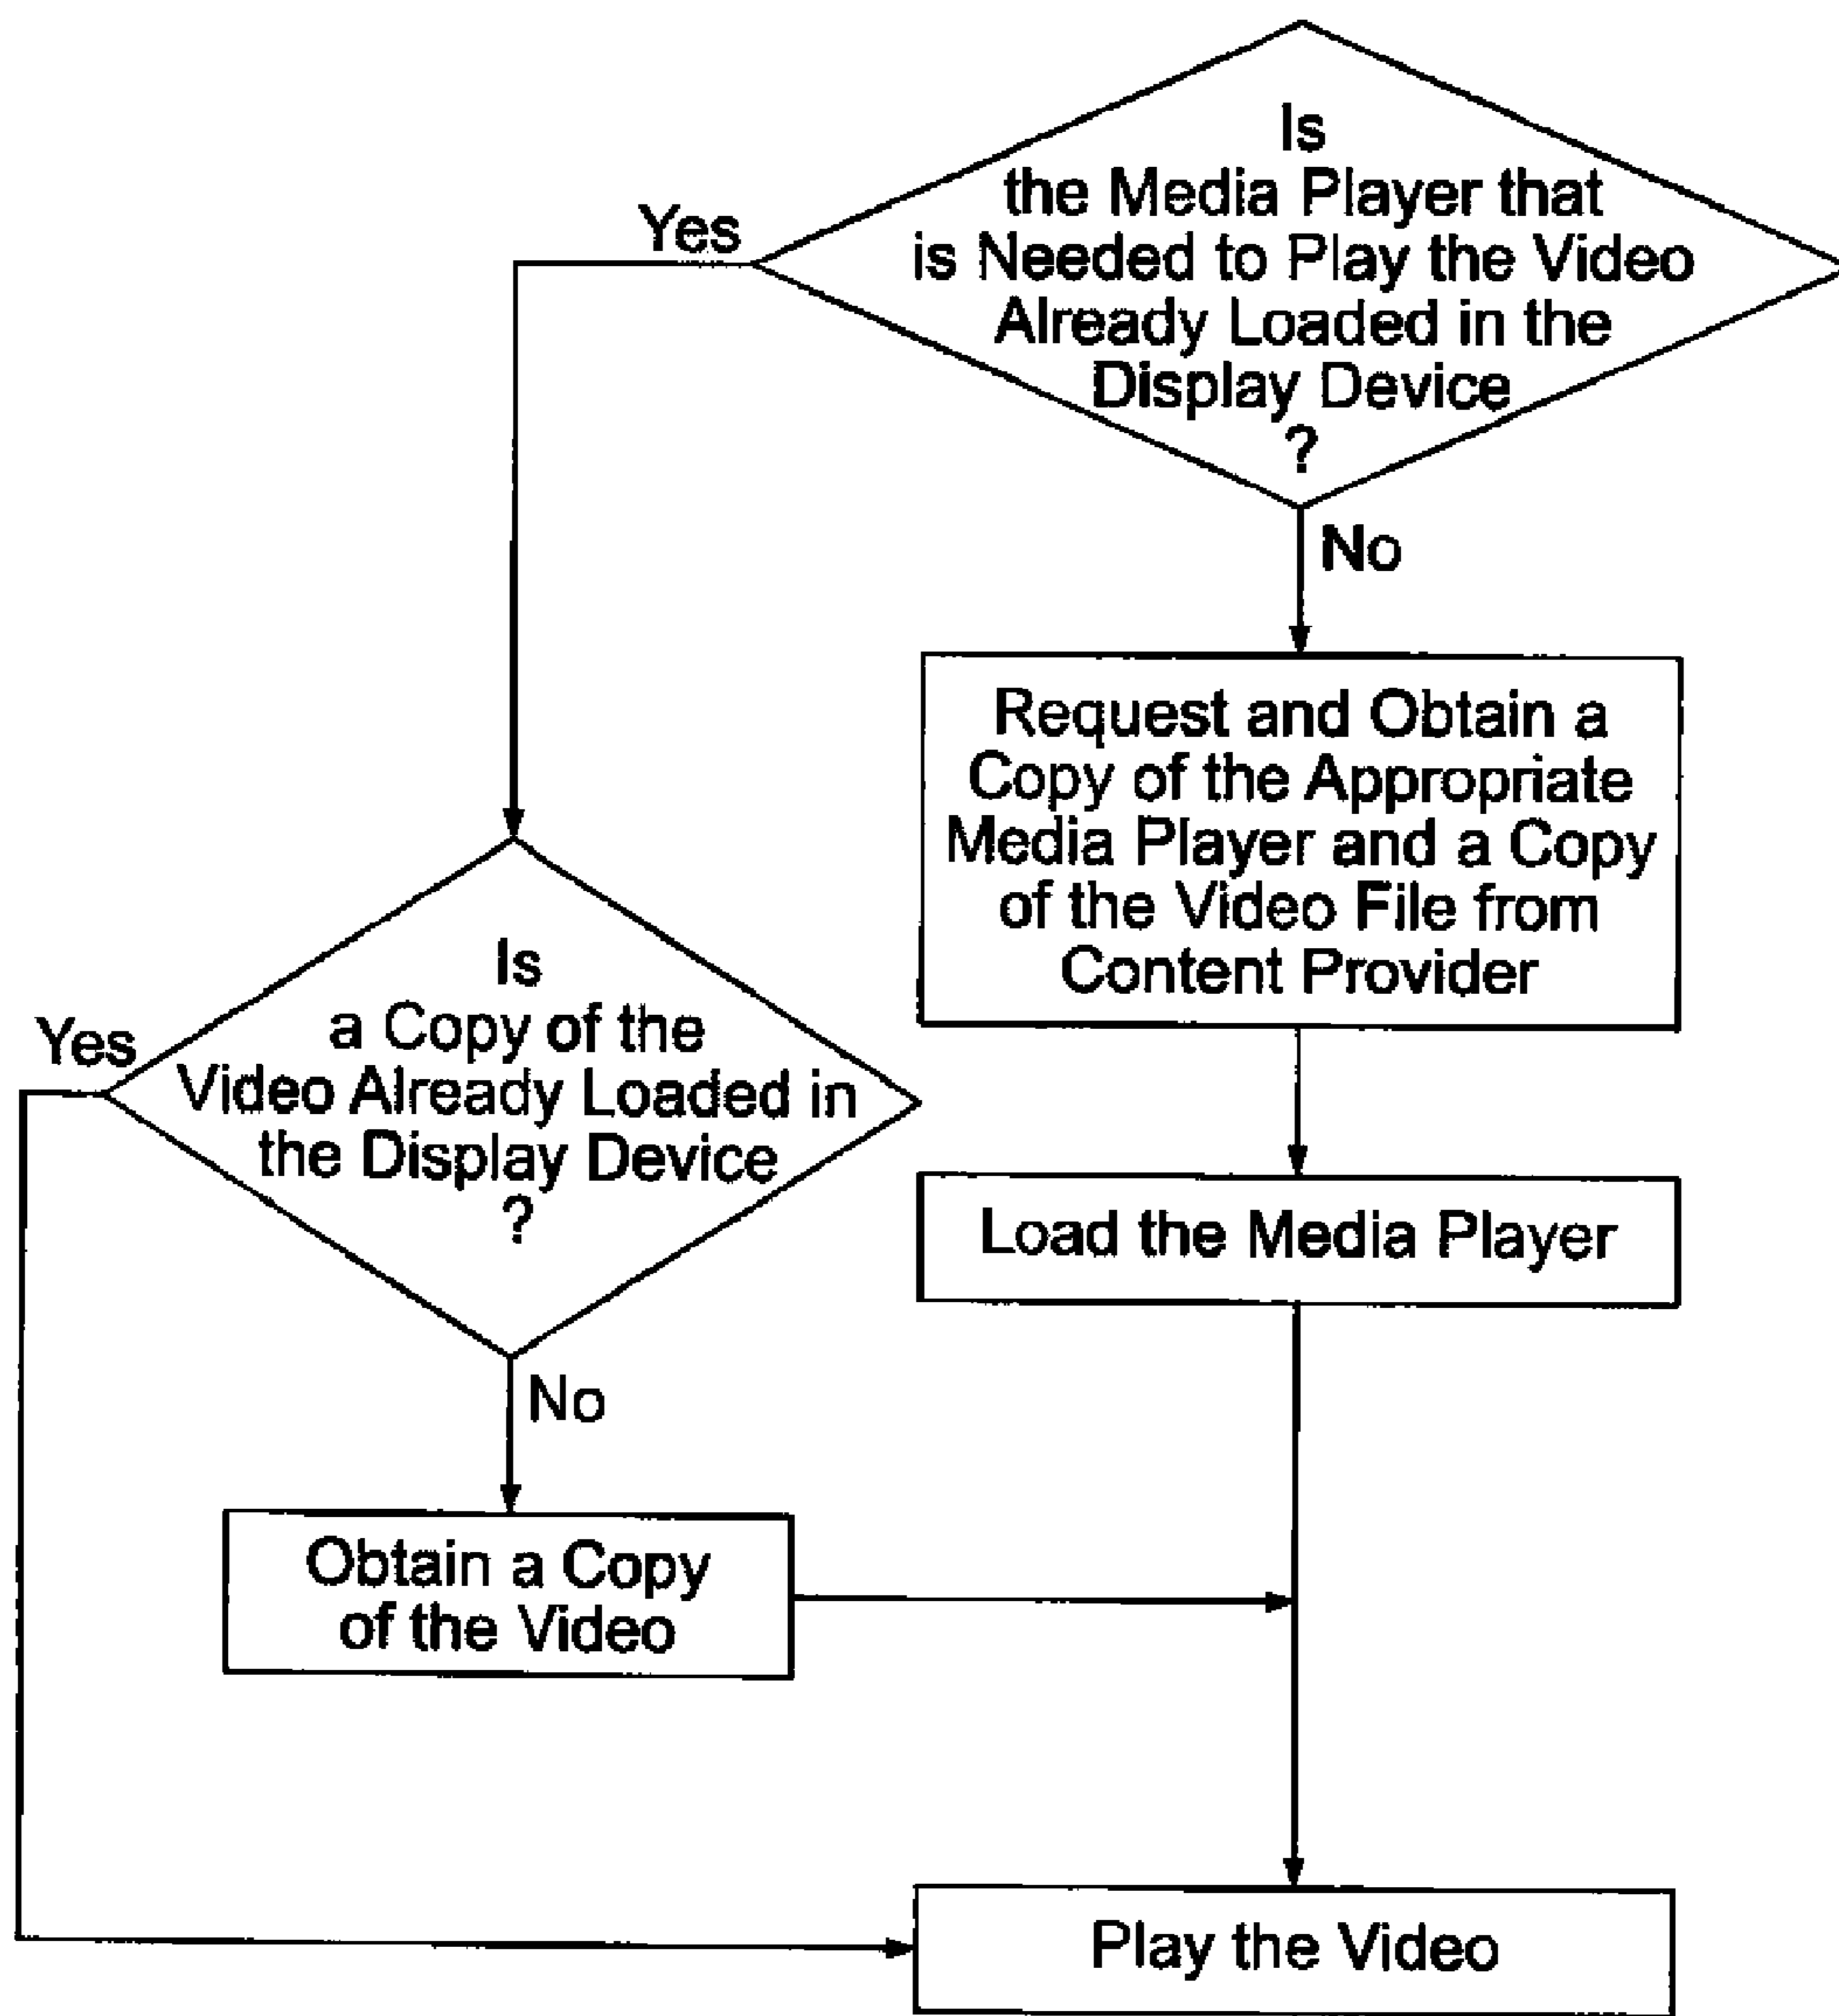 Is
the Media Player that
is Needed to Play the Video
Already Loaded in the
Display Device
?
Yes
No
Request and Obtain a
Copy of the Appropriate
Media Player and a Copy
of the Video File from
Content Provider
Is
a Copy of the
Video Already Loaded in
the Display Device
?
Yes
Load the Media Player
No
Obtain a Copy
of the Video
Play the Video